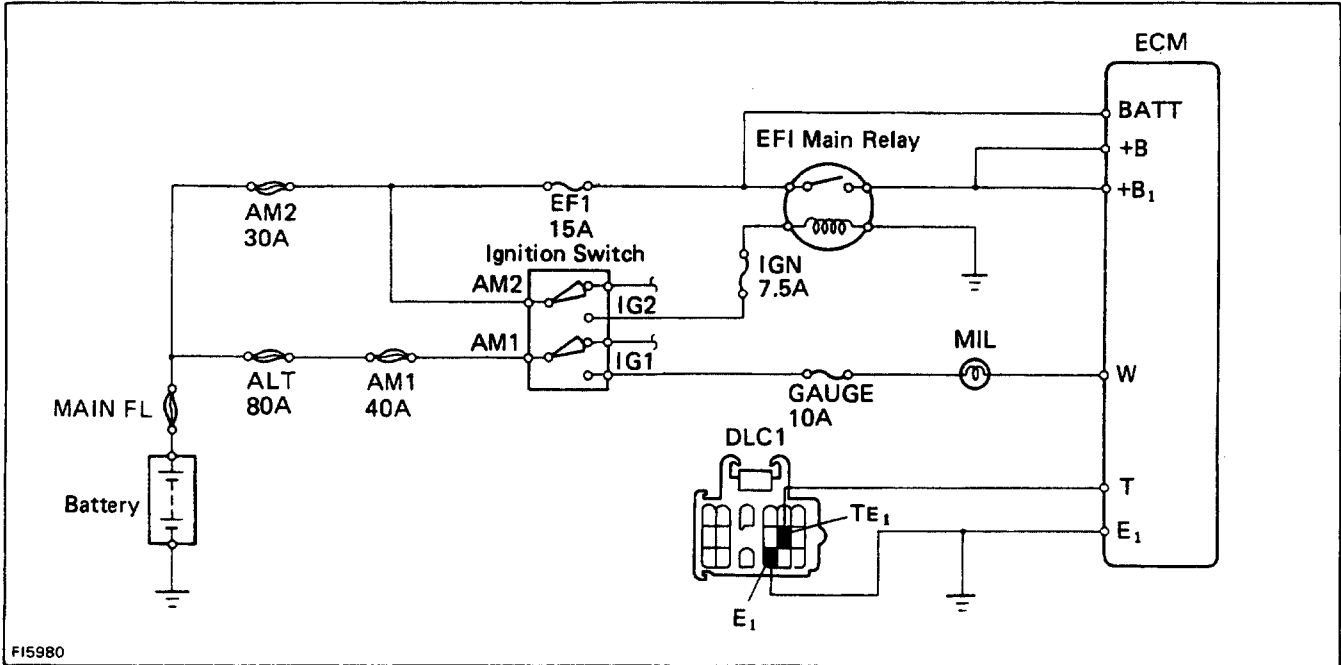 ECM
BATT
EFI Main Relay
+B
+B₁
AM2
30A
EF1
15A
Ignition Switch
AM2
IG2
IGN
7.5A
AM1
IG1
MIL
W
ALT
80A
AM1
40A
GAUGE
10A
MAIN FL
Battery
DLC1
T
TE₁
E₁
E₁
FI5980